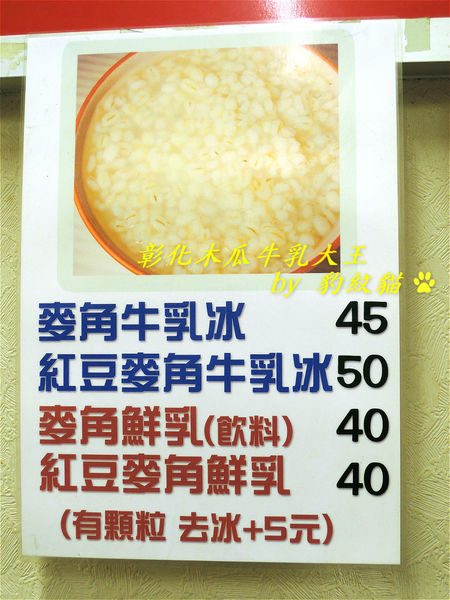 彰化木瓜牛乳大王
by 豹紋貓
麥角牛乳冰 45
紅豆麥角牛乳冰 50
麥角鮮乳(飲料) 40
紅豆麥角鮮乳 40
(有顆粒 去冰+5元)